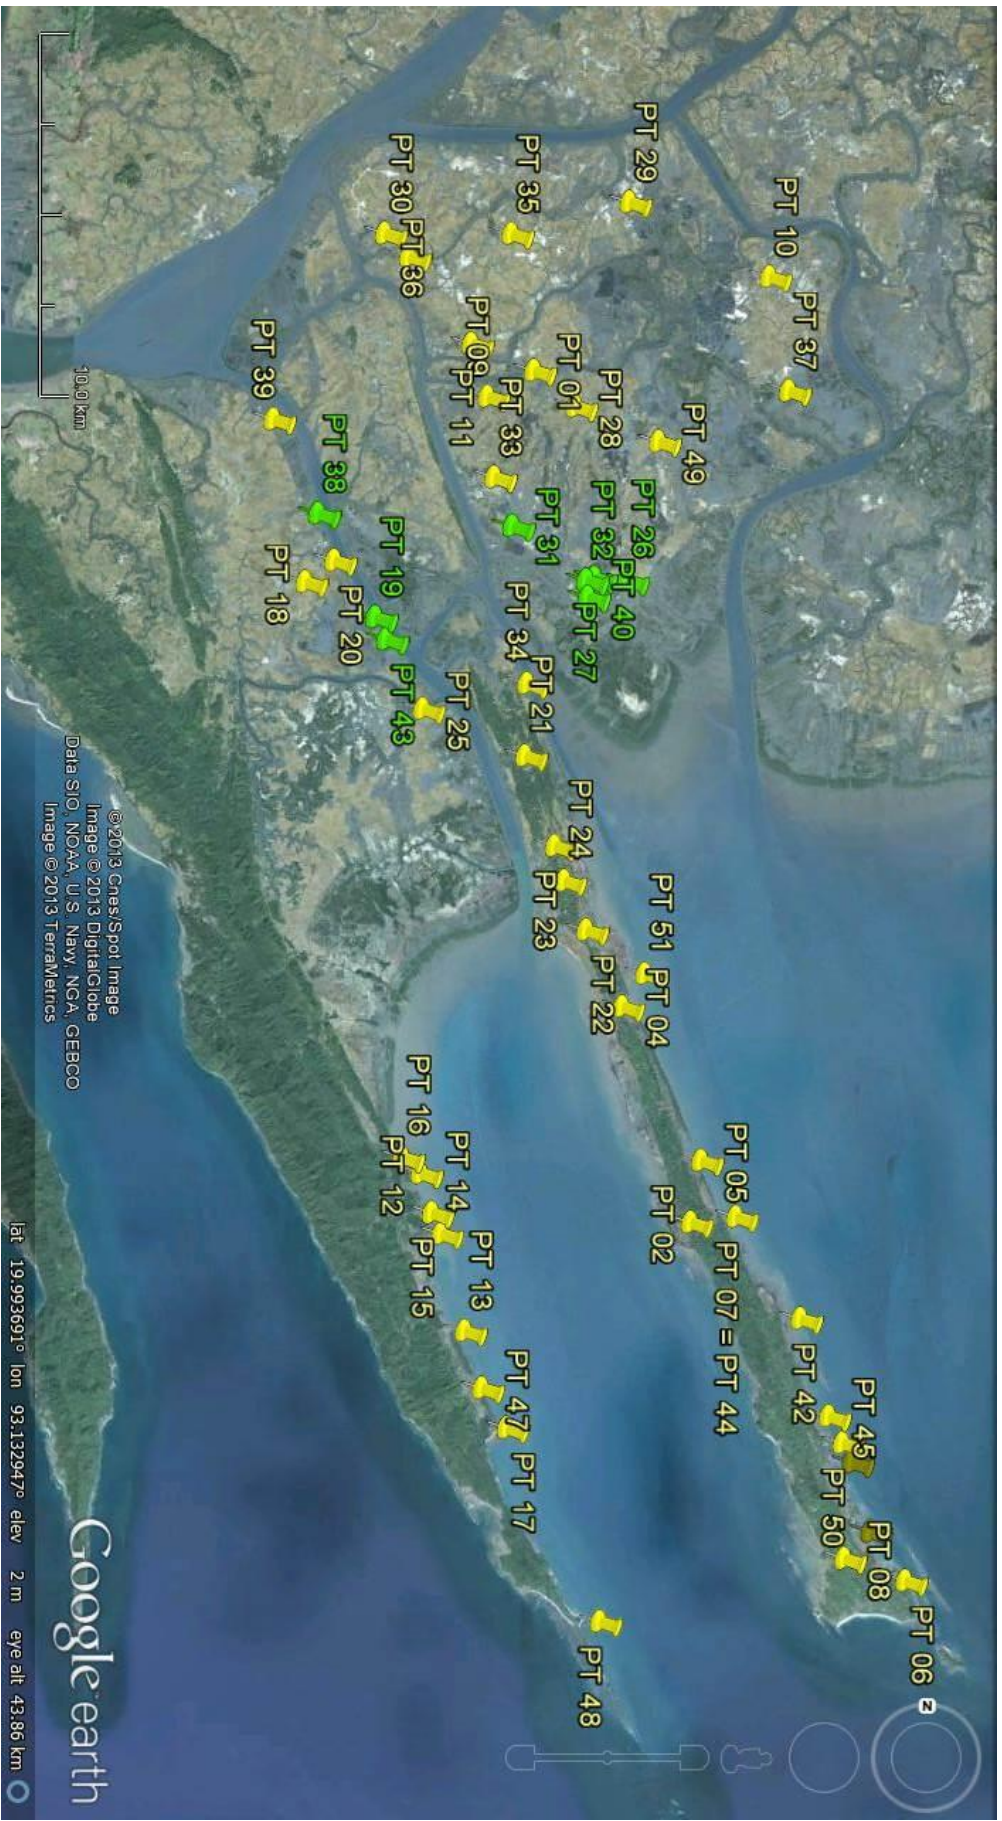 PT 06
PT 08
PT 50
PT 45
PT 42
PT 07 = PT 44
PT 05
PT 02
PT 10
PT 37
PT 49
PT 29
PT 28
PT 01
PT 35
PT 09
PT 11
PT 33
PT 31
PT 26
PT 32
PT 40
PT 27
PT 34
PT 21
PT 24
PT 23
PT 51
PT 04
PT 22
PT 30
PT 36
PT 39
PT 38
PT 18
PT 20
PT 19
PT 43
PT 25
PT 16
PT 12
PT 14
PT 15
PT 13
PT 47
PT 17
PT 48
N
10.0 km
© 2013 Cnes/Spot Image
Image © 2013 DigitalGlobe
Data SIO, NOAA, U.S. Navy, NGA, GEBCO
Image © 2013 TerraMetrics
Google earth
lat 19.993691° lon 93.132947° elev 2 m eye alt 43.86 km